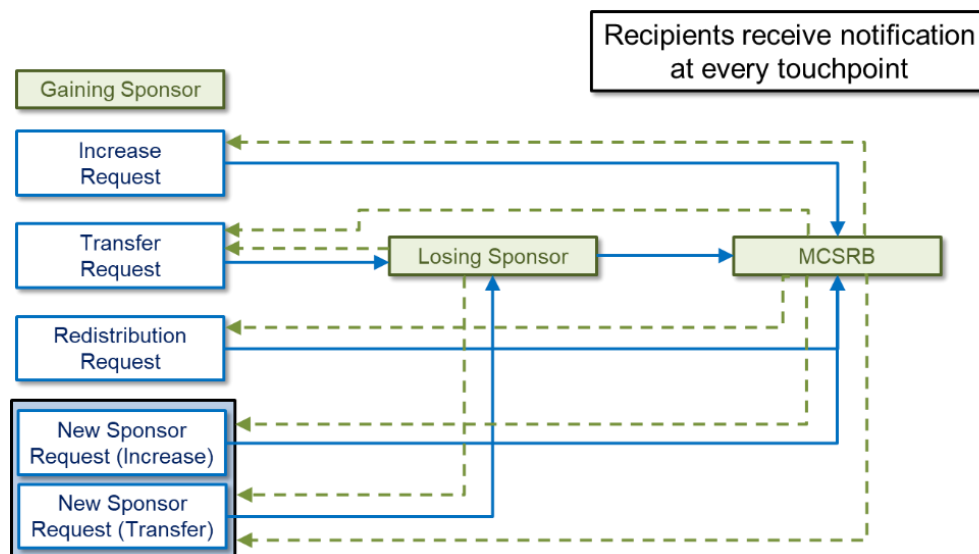 Recipients receive notification
at every touchpoint
Gaining Sponsor
Increase
Request
Transfer
Request
Losing Sponsor
MCSRB
Redistribution
Request
New Sponsor
Request (Increase)
New Sponsor
Request (Transfer)